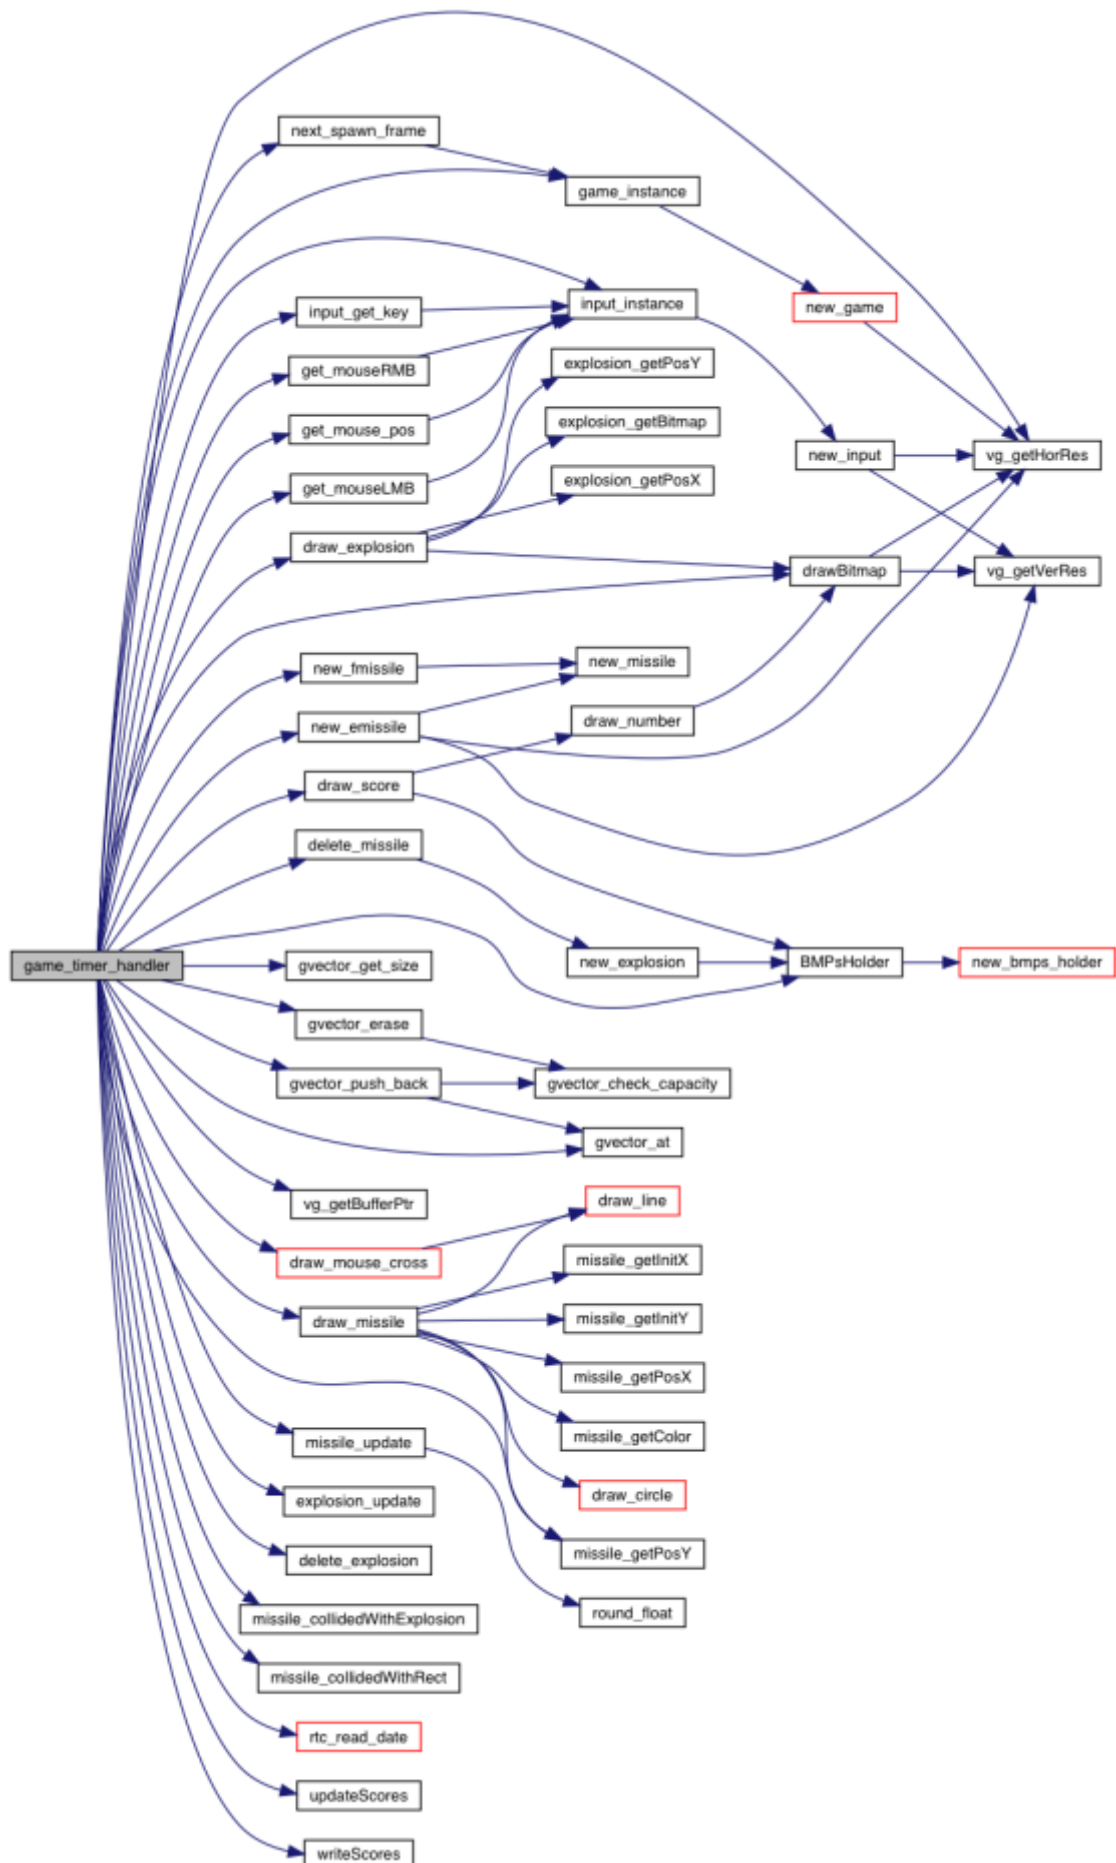 next_spawn_frame
game_instance
new_game
input_instance
input_get_key
explosion_getPosY
get_mouseRMB
explosion_getBitmap
get_mouse_pos
new_input
vg_getHorRes
explosion_getPosX
get_mouseLMB
draw_explosion
drawBitmap
vg_getVerRes
new_missile
new_fmissile
draw_number
new_emissile
draw_score
delete_missile
game_timer_handler
gvector_get_size
new_explosion
BMPsHolder
new_bmps_holder
gvector_erase
gvector_push_back
gvector_check_capacity
gvector_at
vg_getBufferPtr
draw_line
draw_mouse_cross
missile_getInitX
draw_missile
missile_getInitY
missile_getPosX
missile_getColor
missile_update
draw_circle
explosion_update
missile_getPosY
delete_explosion
round_float
missile_collidedWithExplosion
missile_collidedWithRect
rtc_read_date
updateScores
writeScores